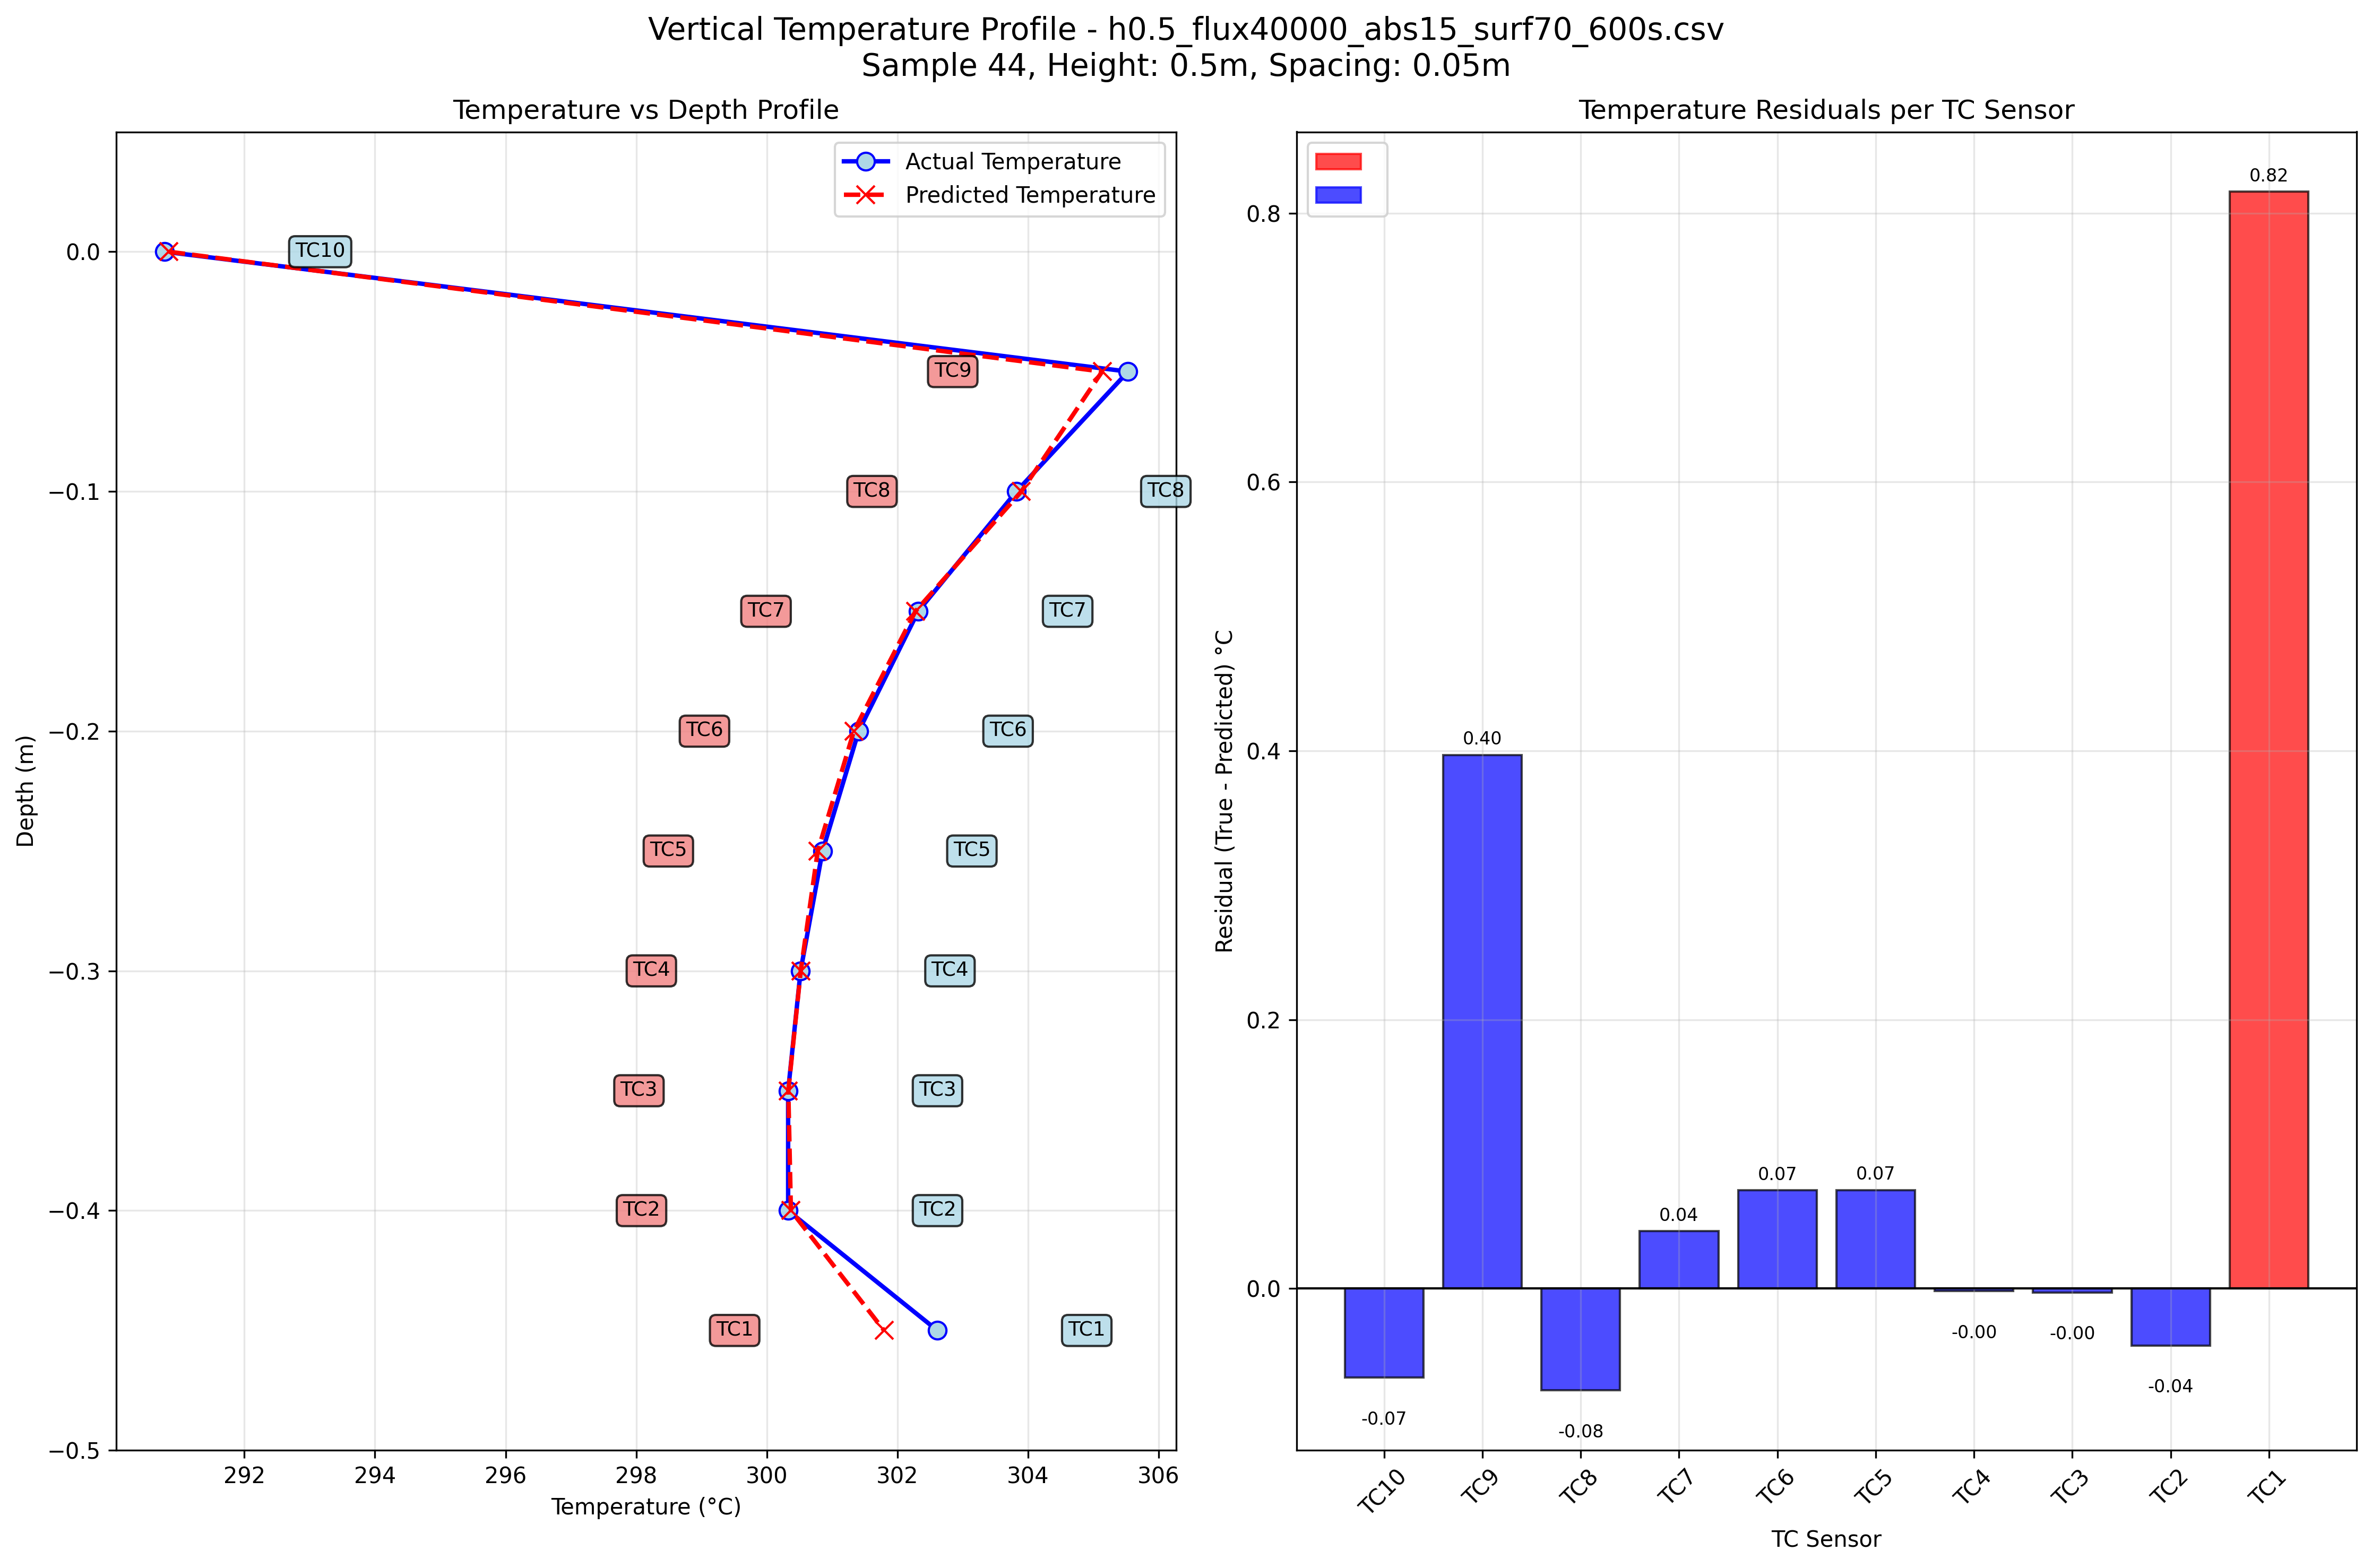 Vertical Temperature Profile - h0.5_flux40000_abs15_surf70_600s.csv
Sample 44, Height: 0.5m, Spacing: 0.05m
Temperature vs Depth Profile
Actual Temperature
Predicted Temperature
TC10
TC9
TC8
TC8
TC7
TC7
TC6
TC6
TC5
TC5
TC4
TC4
TC3
TC3
TC2
TC2
TC1
TC1
0.0
−0.1
−0.2
−0.3
−0.4
−0.5
Depth (m)
292 294 296 298 300 302 304 306
Temperature (°C)
Temperature Residuals per TC Sensor
0.82
0.40
0.07
0.07
0.04
-0.00
-0.00
-0.04
-0.07
-0.08
0.8
0.6
0.4
0.2
0.0
Residual (True - Predicted) °C
TC10 TC9 TC8 TC7 TC6 TC5 TC4 TC3 TC2 TC1
TC Sensor